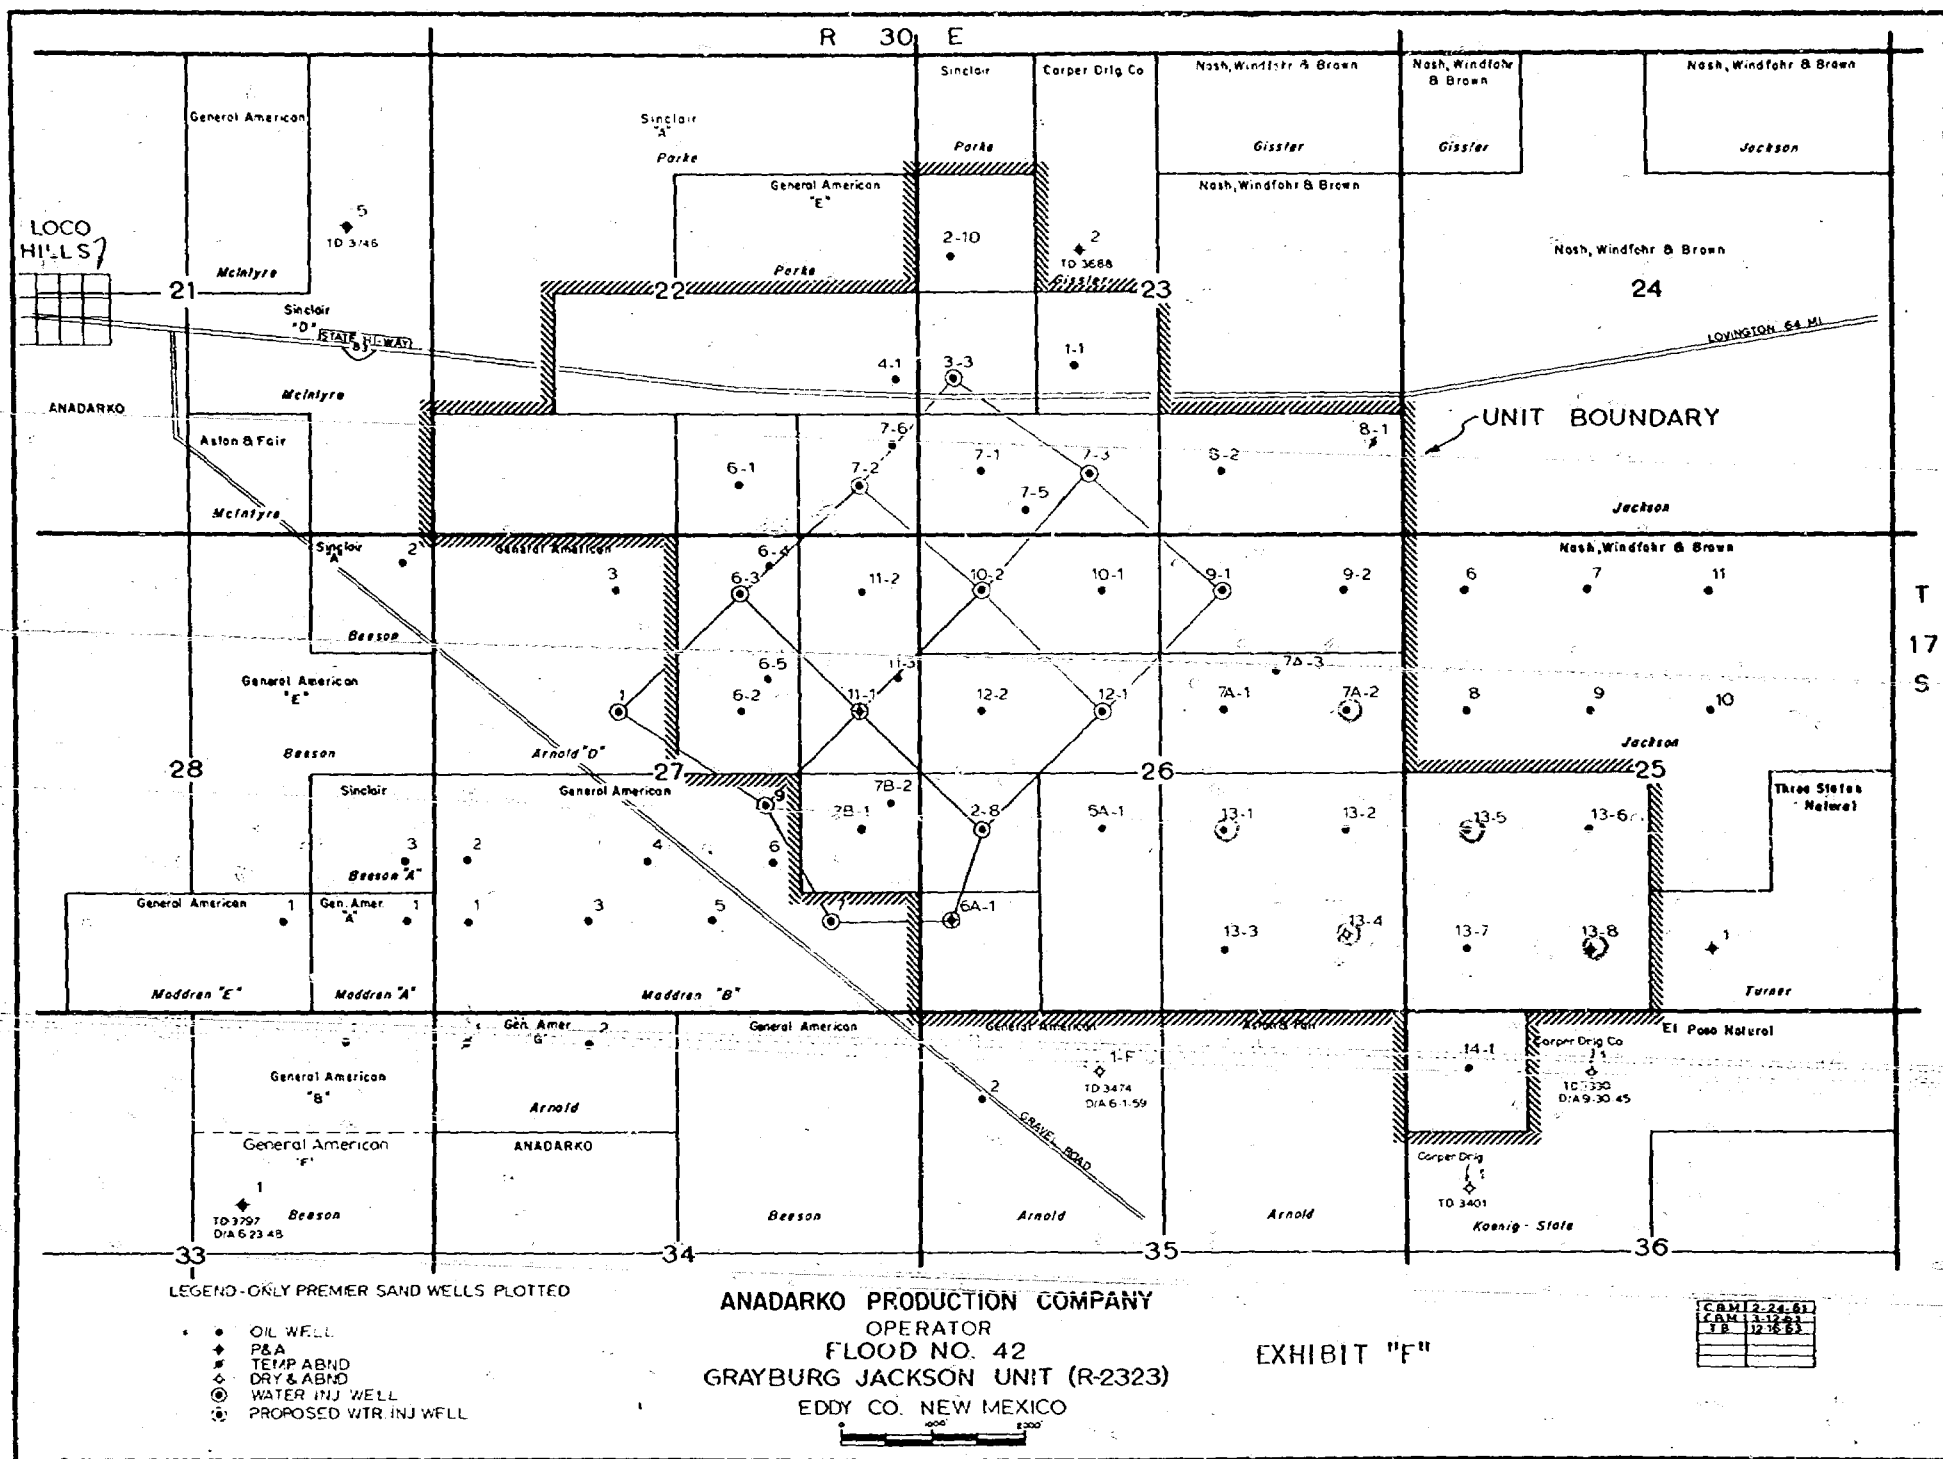 R 30 E
Sinclair
Carper Drlg Co
Nash, Windfohr & Brown
Nash, Windfohr
& Brown
Nash, Windfohr & Brown
General American
Sinclair
"A"
Parke
Parke
Gissler
Gissler
Jackson
General American
"E"
Nash, Windfohr & Brown
LOCO
HILLS
5
TD 3746
2-10
2
TD 3688
Nash, Windfohr & Brown
McIntyre
Parke
Gissler
21
22
23
24
Sinclair
"D"
STATE HI-WAY
83
LOVINGTON 64 MI
4-1
3-3
1-1
McIntyre
ANADARKO
UNIT BOUNDARY
Aston & Fair
7-6
8-1
6-1
7-2
7-1
7-3
8-2
7-5
McIntyre
Jackson
Sinclair
"A"
2
General American
Nash, Windfohr & Brown
6-4
3
6-3
11-2
10-2
10-1
9-1
9-2
6
7
11
T
17
S
Beeson
General American
"E"
6-5
11-3
7A-3
1
6-2
11-1
12-2
12-1
7A-1
7A-2
8
9
10
Beeson
Arnold "D"
Jackson
28
27
26
25
Sinclair
General American
Three States
Natural
9
7B-2
7B-1
2-8
5A-1
13-1
13-2
13-5
13-6
3
2
4
6
Beeson "A"
General American
1
Gen. Amer.
"A"
1
1
3
5
7
6A-1
13-3
13-4
13-7
13-8
1
Maddren "E"
Maddren "A"
Maddren "B"
Turner
Gen. Amer
"G"
2
General American
General American
Aston & Fair
El Paso Natural
Carper Drlg Co
General American
"B"
1-F
TD 3474
D/A 6-1-59
14-1
D/A 9-30-45
2
Arnold
GRAVEL ROAD
General American
"F"
ANADARKO
Carper Drlg
1
TD 3797
D/A 6 23 48
Beeson
Beeson
Arnold
Arnold
TD 3401
Koenig - State
33
34
35
36
LEGEND - ONLY PREMIER SAND WELLS PLOTTED
OIL WELL
P&A
TEMP ABND
DRY & ABND
WATER INJ WELL
PROPOSED WTR. INJ WELL
ANADARKO PRODUCTION COMPANY
OPERATOR
FLOOD NO. 42
GRAYBURG JACKSON UNIT (R-2323)
EDDY CO. NEW MEXICO
EXHIBIT "F"